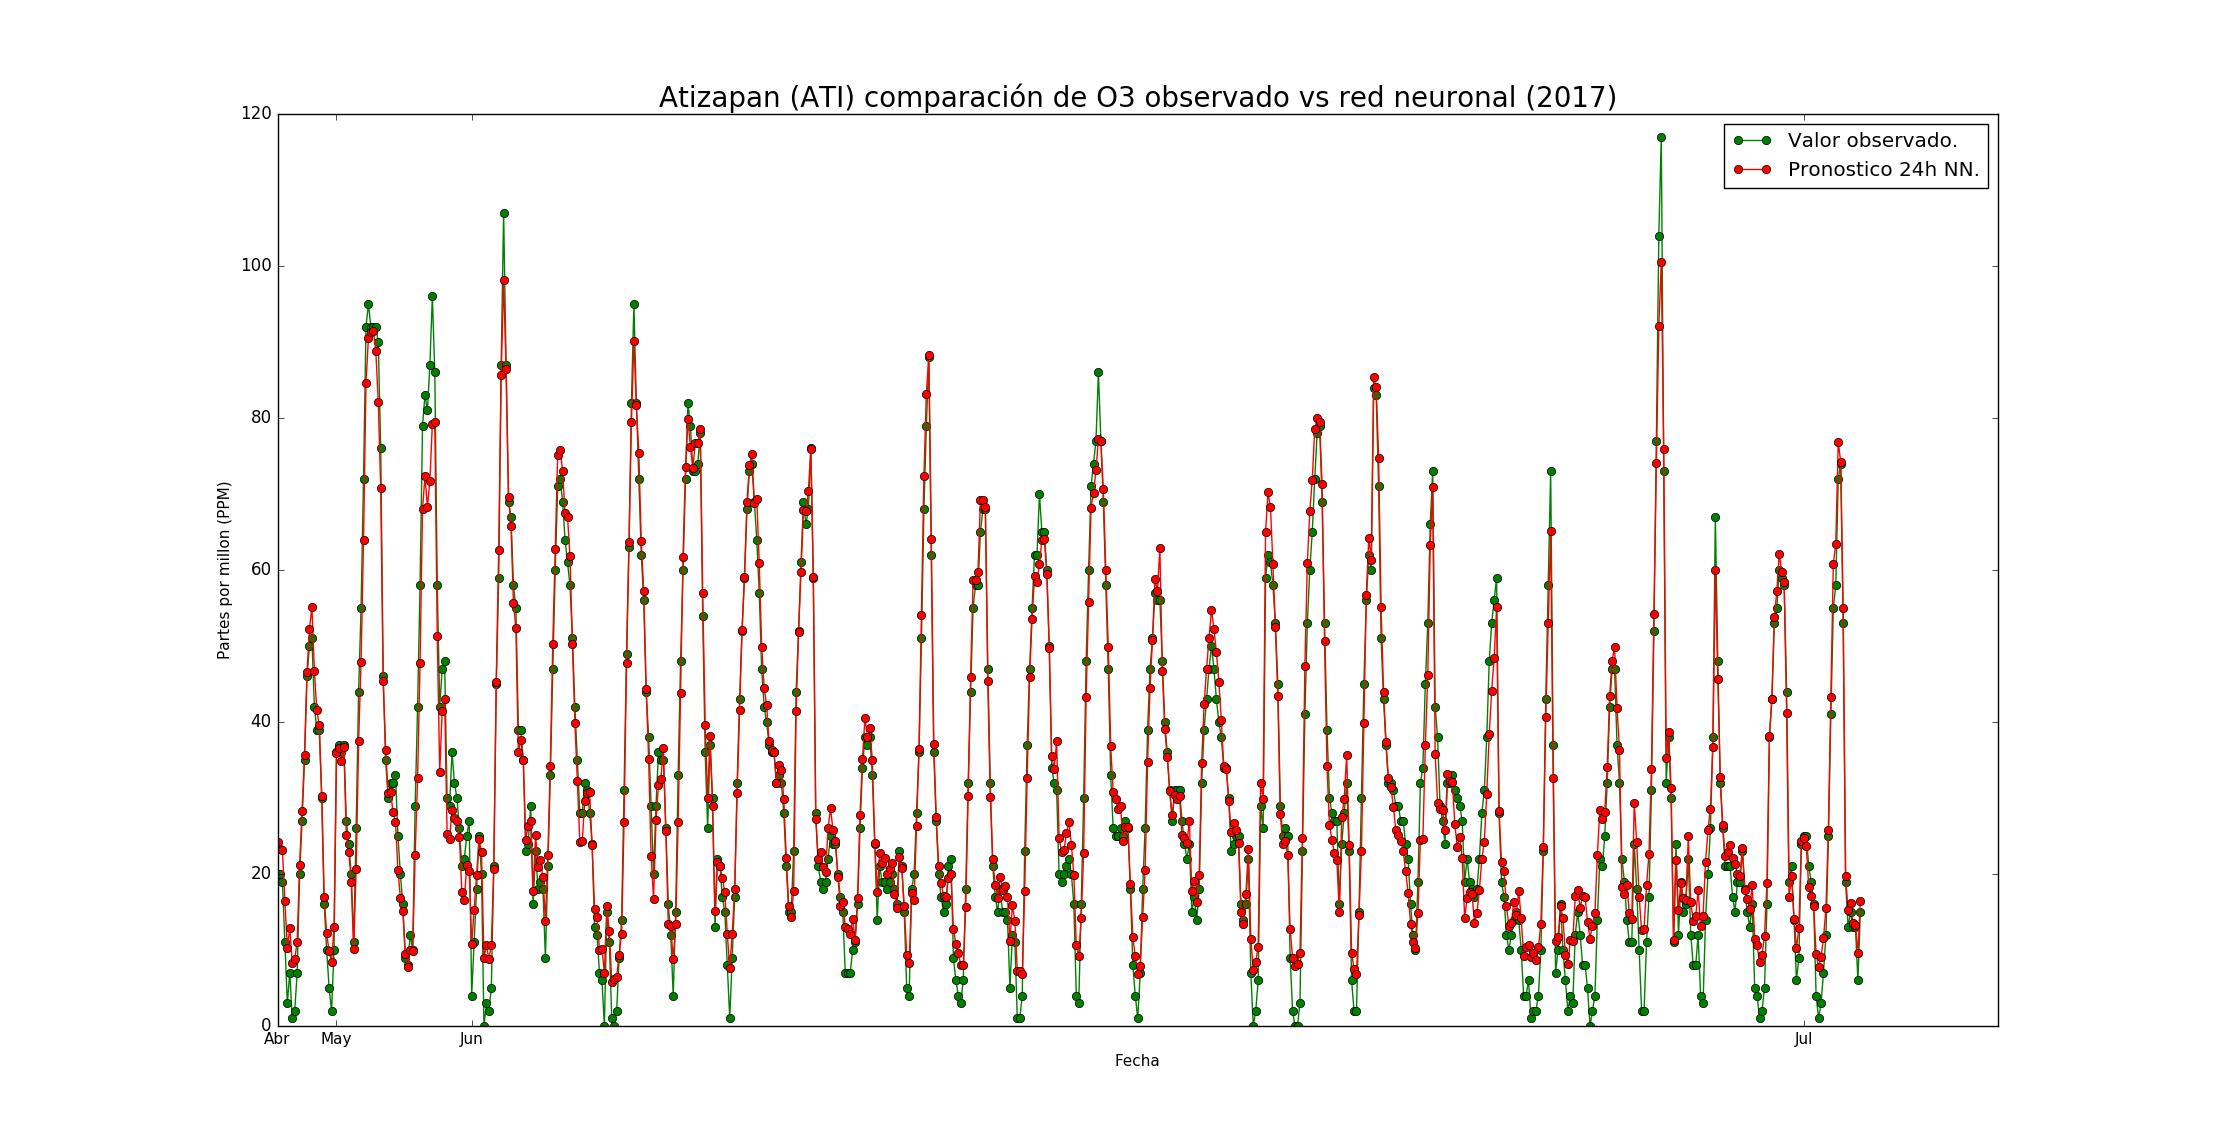 Atizapan (ATI) comparación de O3 observado vs red neuronal (2017)
Valor observado.
Pronostico 24h NN.
Partes por millon (PPM)
120
100
80
60
40
20
0
Abr May Jun Jul
Fecha